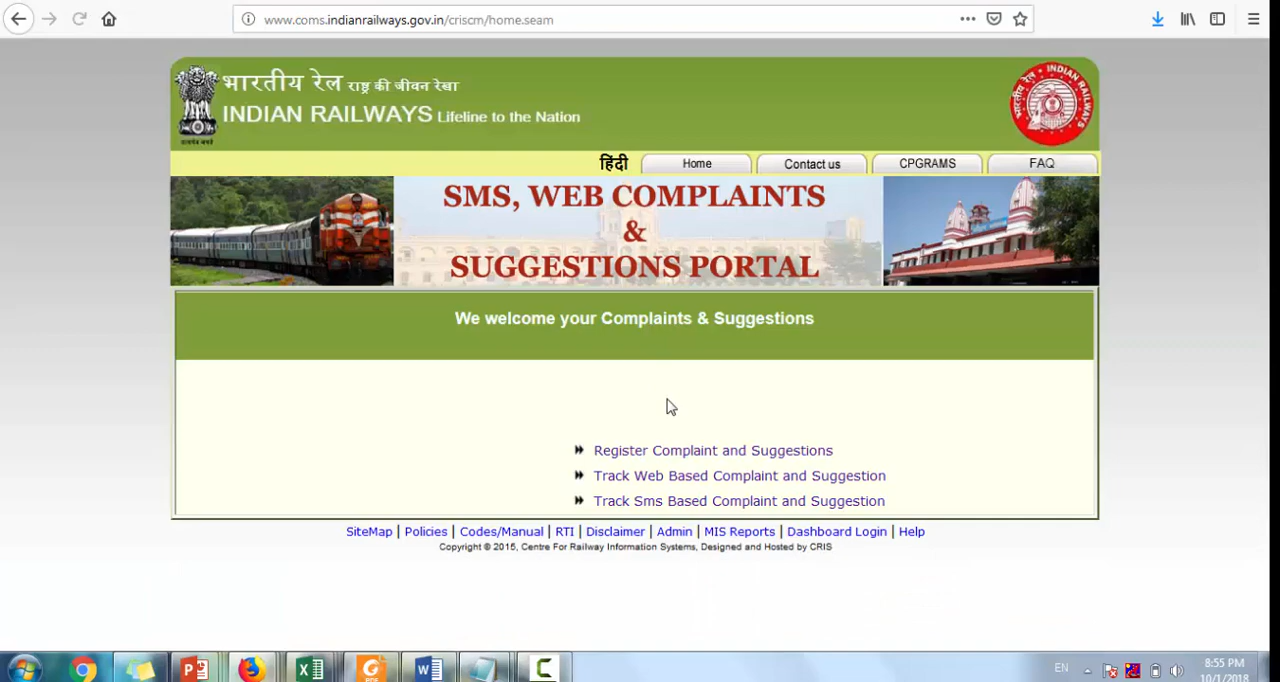 www.coms.indianrailways.gov.in/criscm/home.seam
भारतीय रेल राष्ट्र की जीवन रेखा
INDIAN RAILWAYS Lifeline to the Nation
हिंदी Home Contact us CPGRAMS FAQ
SMS, WEB COMPLAINTS
&
SUGGESTIONS PORTAL
We welcome your Complaints & Suggestions
Register Complaint and Suggestions
Track Web Based Complaint and Suggestion
Track Sms Based Complaint and Suggestion
SiteMap | Policies | Codes/Manual | RTI | Disclaimer | Admin | MIS Reports | Dashboard Login | Help
Copyright © 2015, Centre For Railway Information Systems, Designed and Hosted by CRIS
EN
8:55 PM
10/1/2018